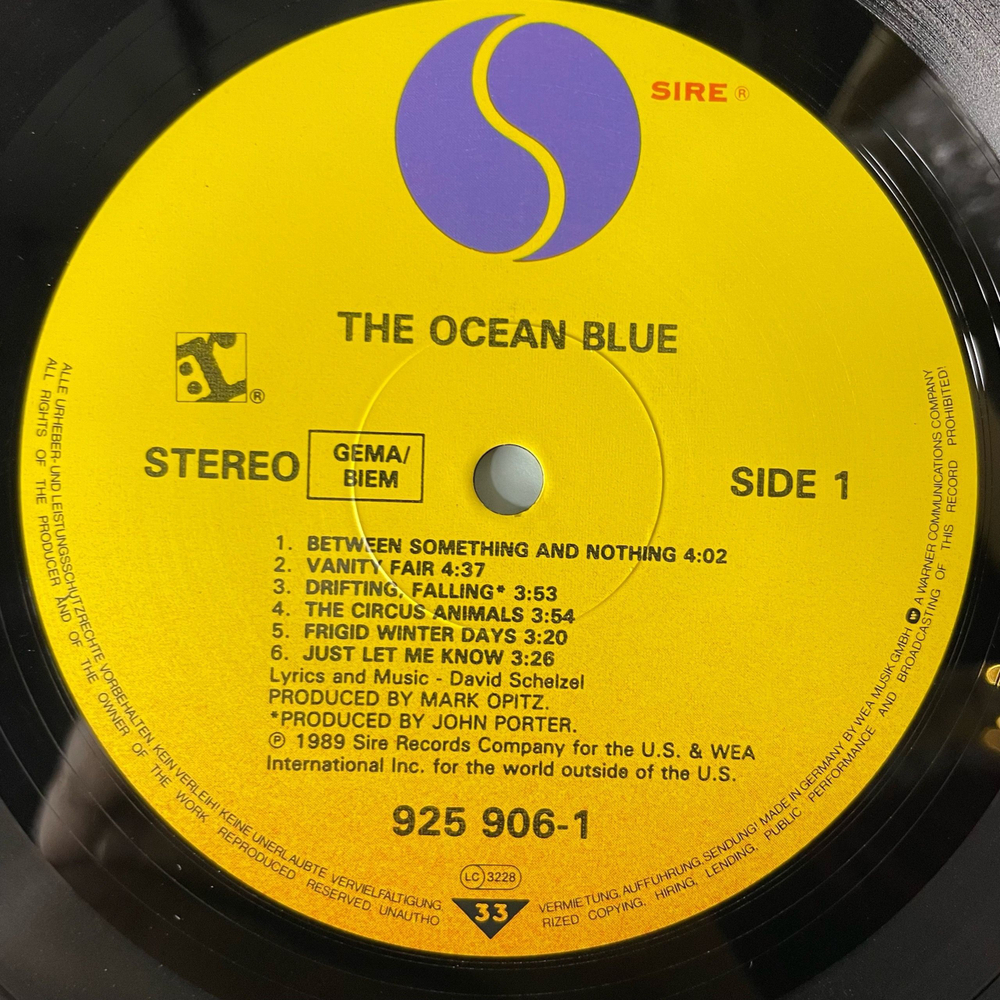 SIRE ®
THE OCEAN BLUE
®
STEREO
GEMA/
BIEM
SIDE 1
1. BETWEEN SOMETHING AND NOTHING 4:02
2. VANITY FAIR 4:37
3. DRIFTING, FALLING* 3:53
4. THE CIRCUS ANIMALS 3:54
5. FRIGID WINTER DAYS 3:20
6. JUST LET ME KNOW 3:26
Lyrics and Music - David Schelzel
PRODUCED BY MARK OPITZ.
*PRODUCED BY JOHN PORTER.
℗ 1989 Sire Records Company for the U.S. & WEA
International Inc. for the world outside of the U.S.
925 906-1
LC 3228
33
ALLE URHEBER- UND LEISTUNGSSCHUTZRECHTE VORBEHALTEN KEIN VERLEIH! KEINE UNERLAUBTE VERVIELFÄLTIGUNG, VERMIETUNG, AUFFÜHRUNG, SENDUNG! MADE IN GERMANY BY WEA MUSIK GMBH A WARNER COMMUNICATIONS COMPANY
ALL RIGHTS OF THE PRODUCER AND OF THE OWNER OF THE WORK REPRODUCED RESERVED UNAUTHORIZED COPYING, HIRING, LENDING, PUBLIC PERFORMANCE AND BROADCASTING OF THIS RECORD PROHIBITED!